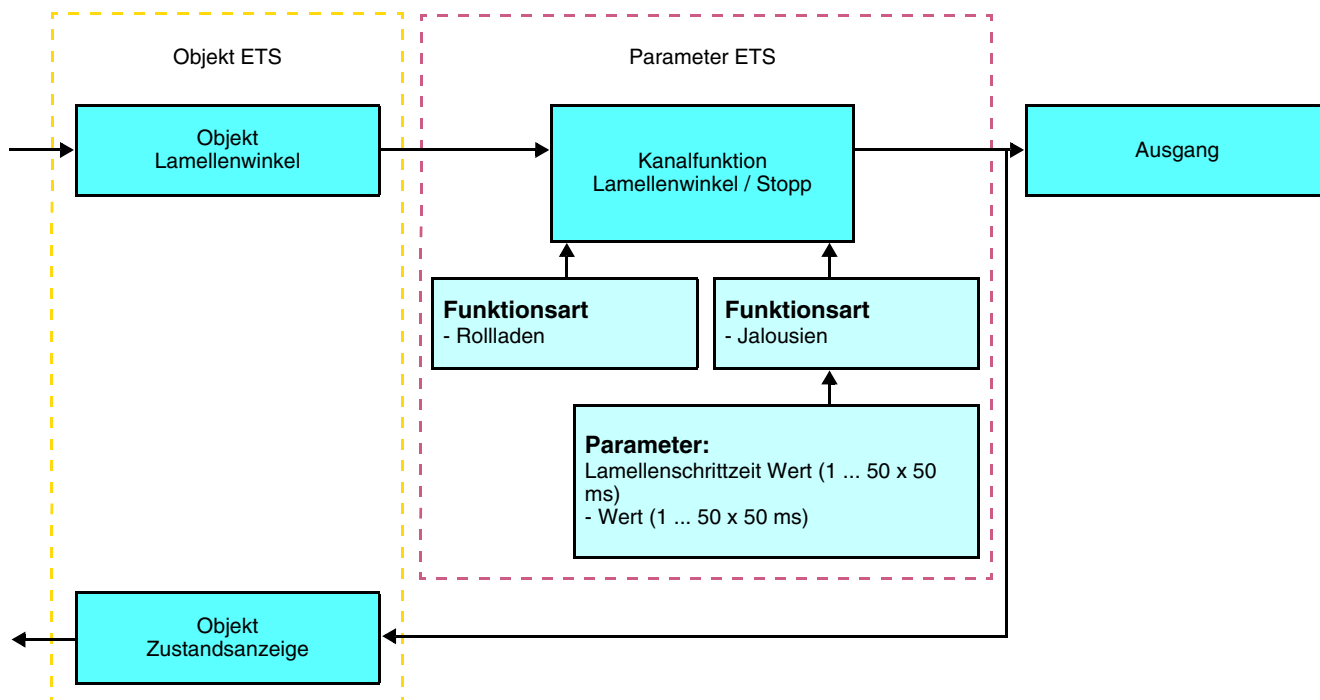 Objekt ETS
Parameter ETS
Objekt
Lamellenwinkel
Kanalfunktion
Lamellenwinkel / Stopp
Ausgang
Funktionsart
- Rollladen
Funktionsart
- Jalousien
Parameter:
Lamellenschrittzeit Wert (1 ... 50 x 50
ms)
- Wert (1 ... 50 x 50 ms)
Objekt
Zustandsanzeige